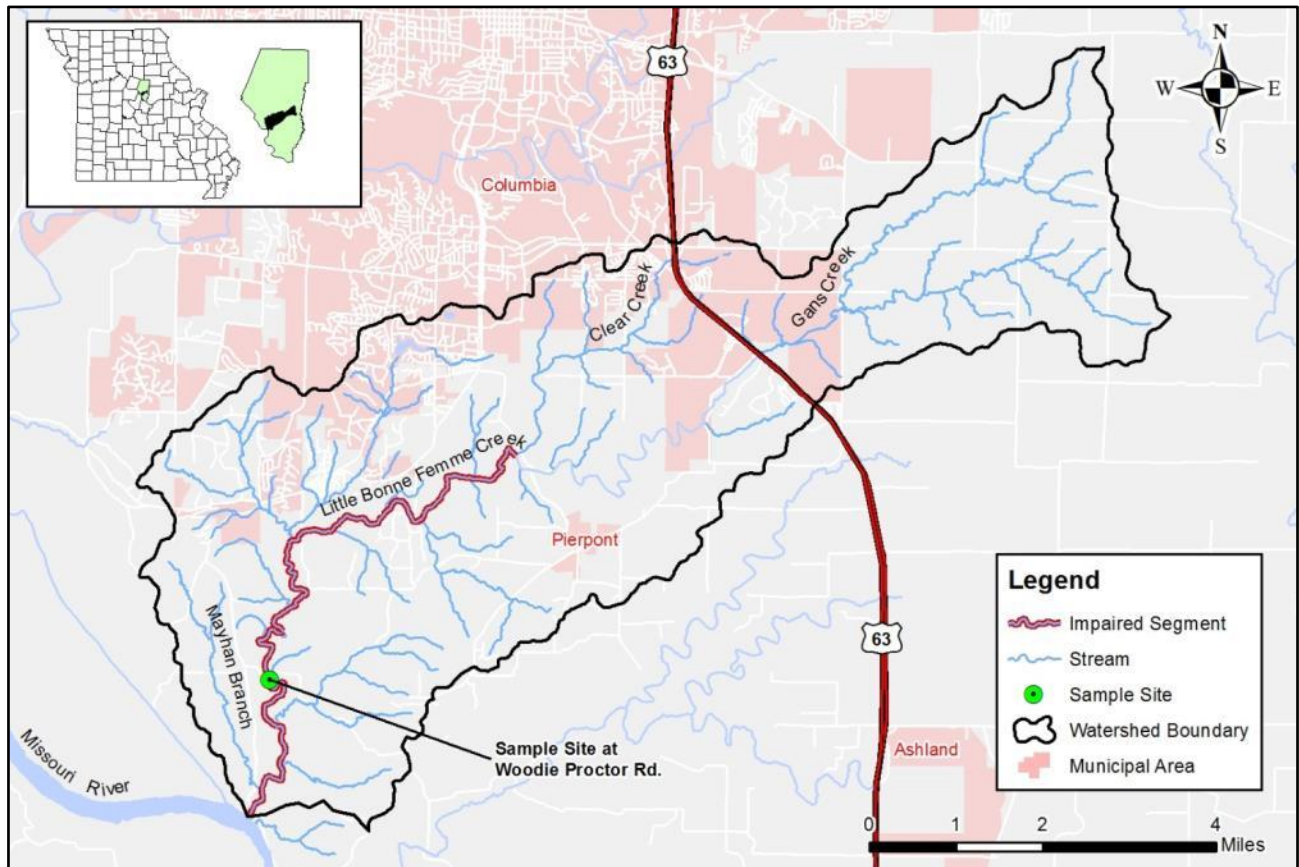 63
N
W E
S
Columbia
Clear Creek
Gans Creek
Little Bonne Femme Creek
Pierpont
Mayhan Branch
63
Sample Site at
Woodie Proctor Rd.
Missouri River
Ashland
Legend
Impaired Segment
Stream
Sample Site
Watershed Boundary
Municipal Area
0 1 2 4
Miles